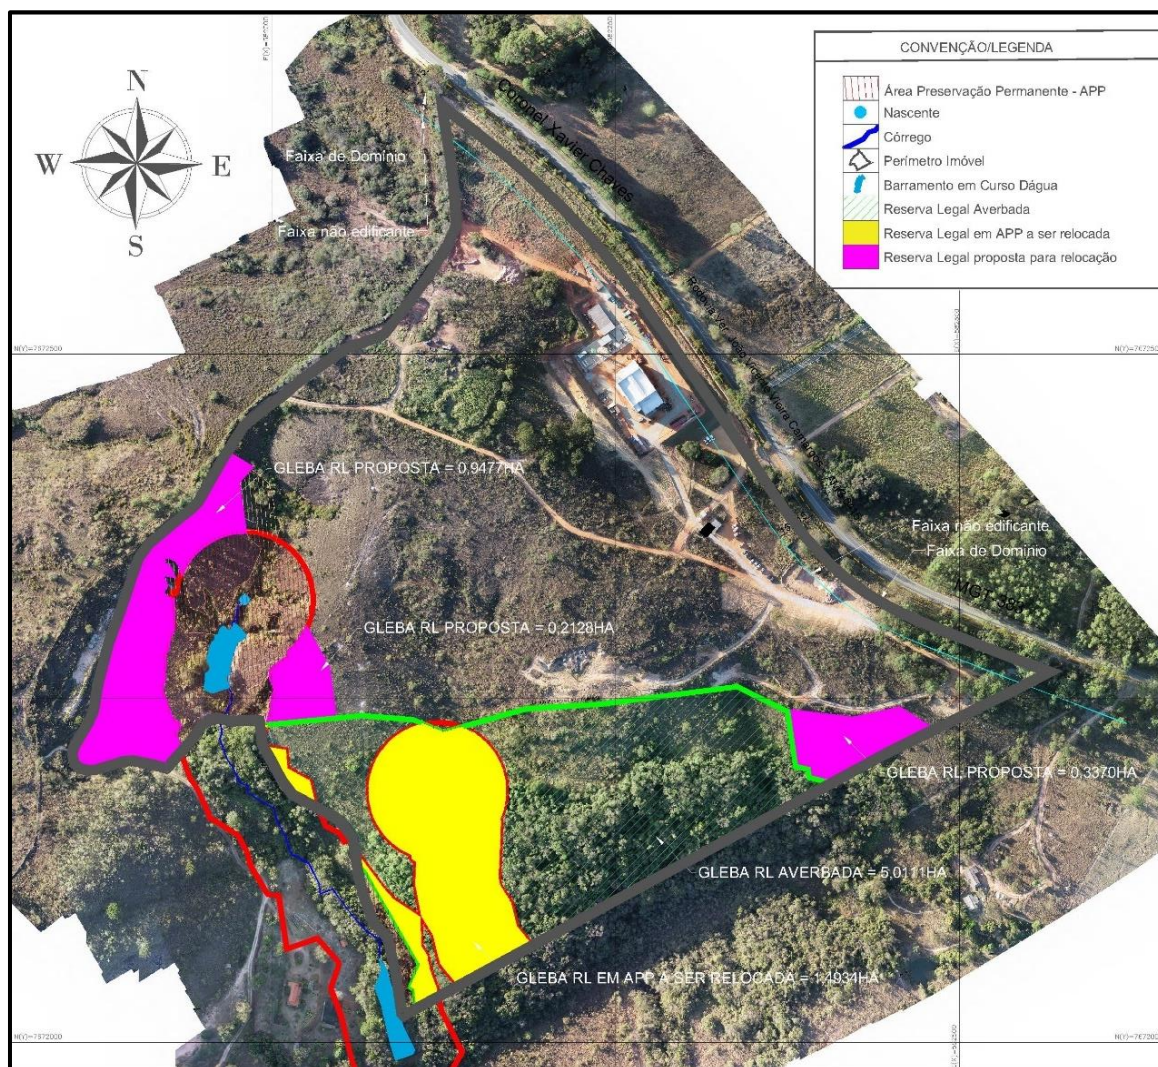 CONVENÇÃO/LEGENDA
Área Preservação Permanente - APP
Nascente
Córrego
Perímetro Imóvel
Barramento em Curso Dágua
Reserva Legal Averbada
Reserva Legal em APP a ser relocada
Reserva Legal proposta para relocação
N
W
E
S
Coronel Xavier Chaves
Faixa de Domínio
Faixa não edificante
N(Y)=7672500
GLEBA RL PROPOSTA = 0.9477HA
Faixa não edificante
Faixa de Domínio
GLEBA RL PROPOSTA = 0.2128HA
GLEBA RL PROPOSTA = 0.3370HA
GLEBA RL AVERBADA = 5.0111HA
GLEBA RL EM APP A SER RELOCADA = 1.4934HA
N(Y)=7672000